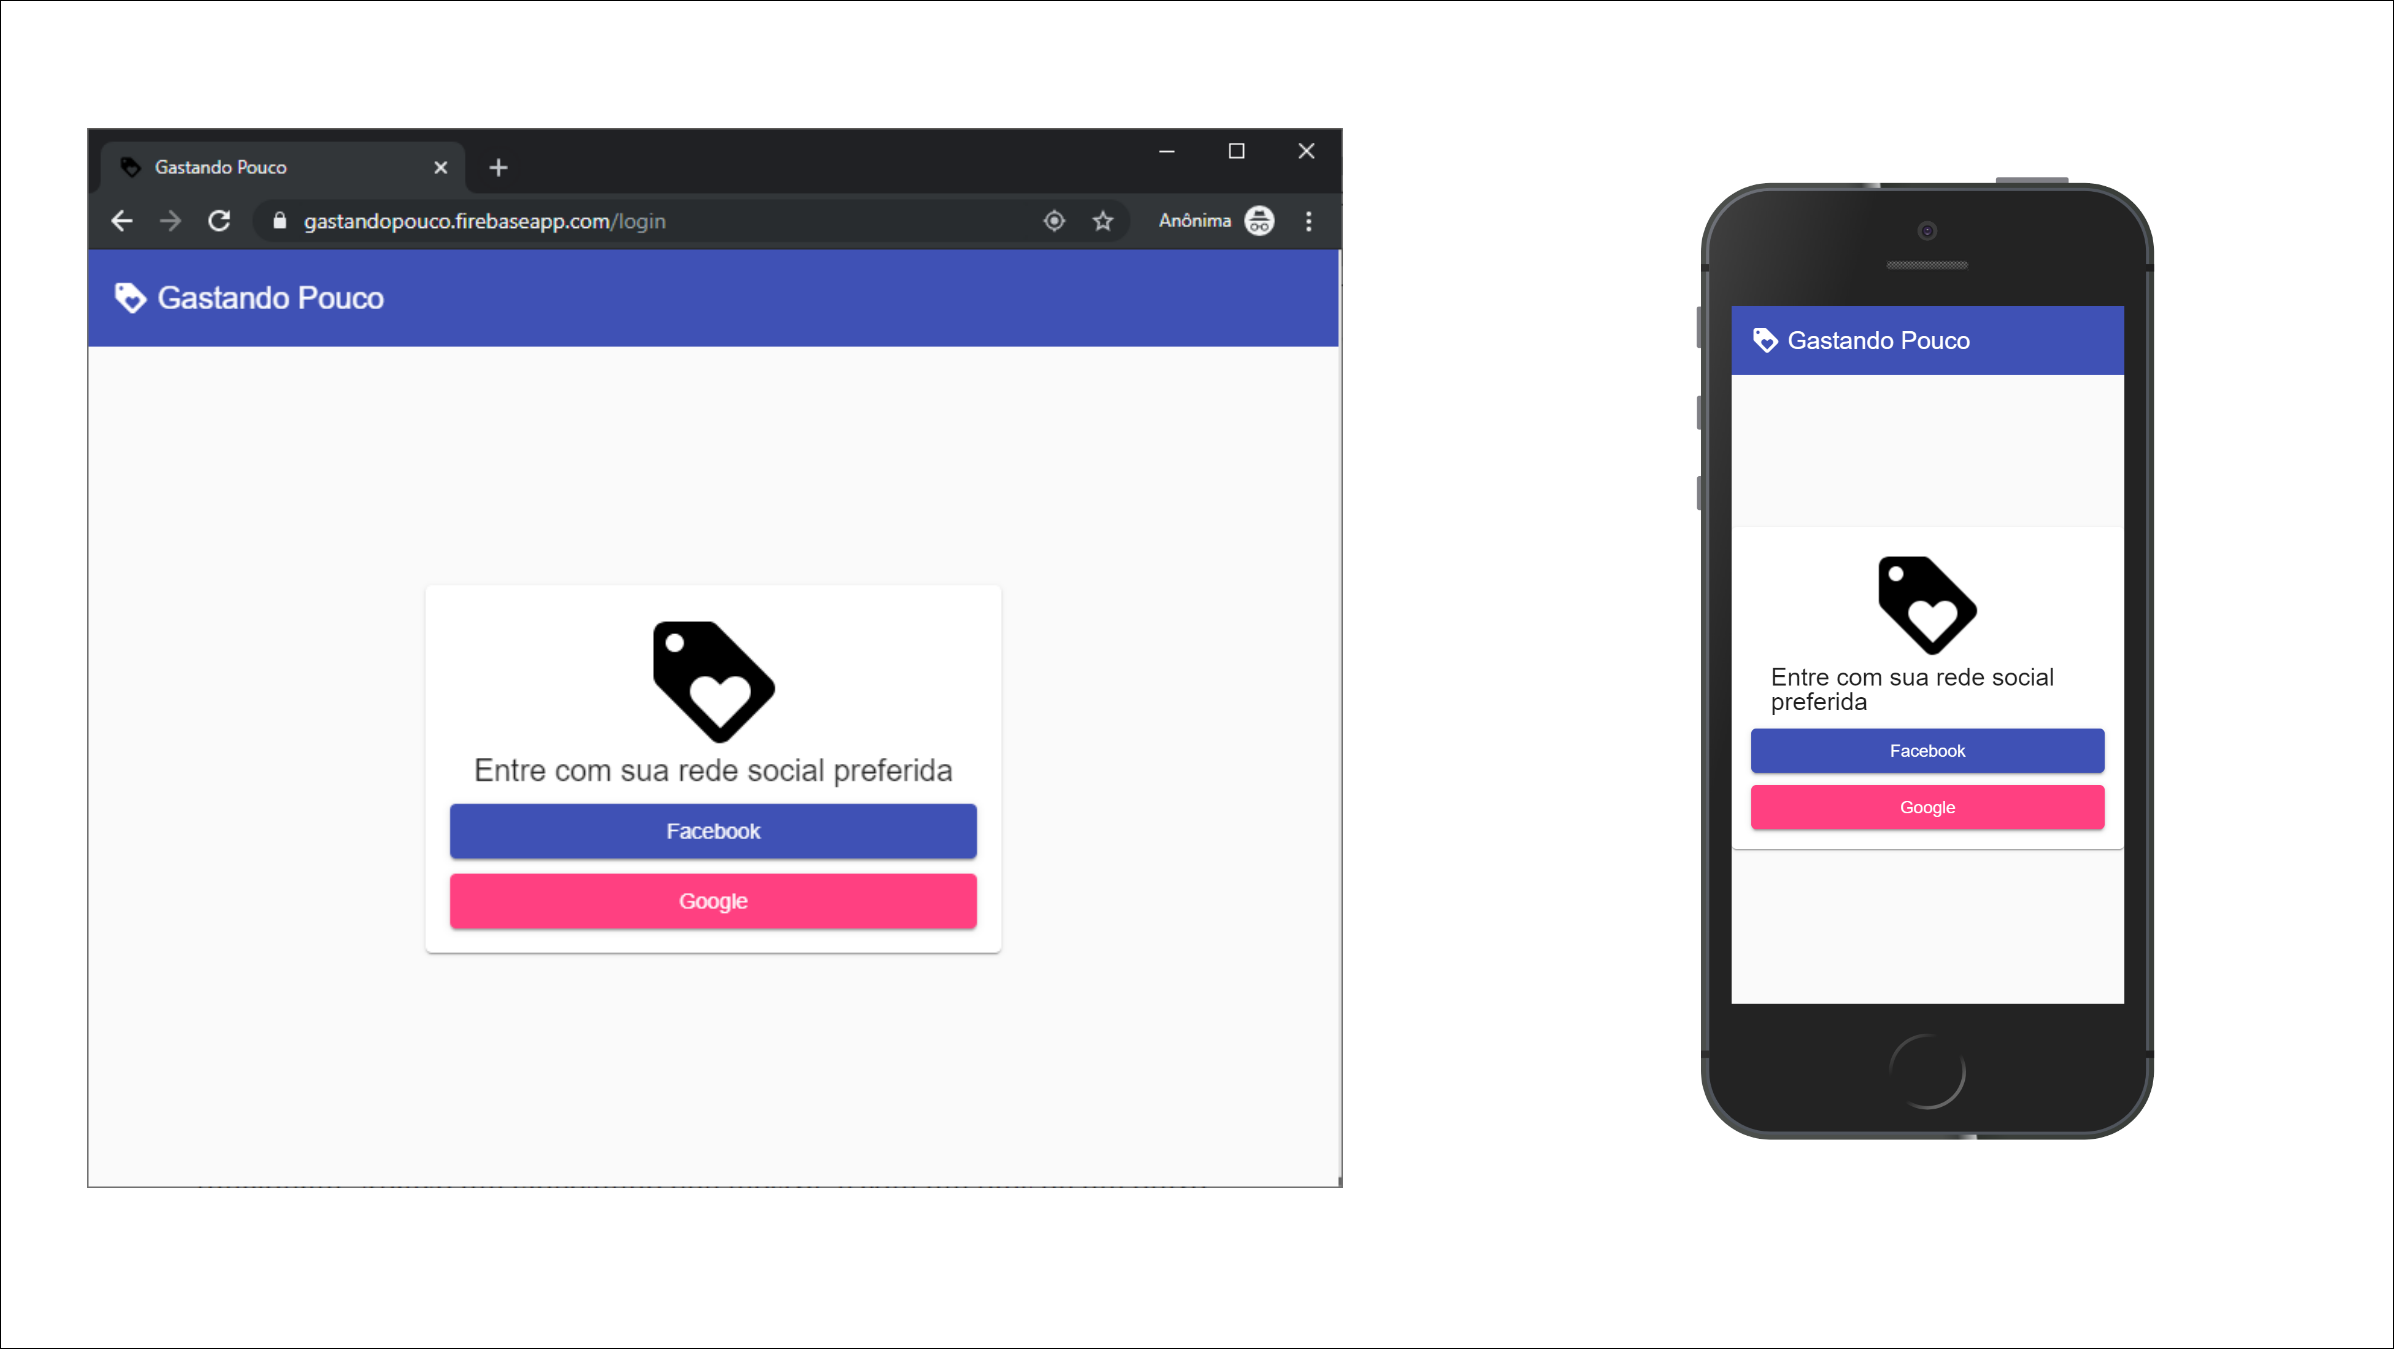 Gastando Pouco
gastandopouco.firebaseapp.com/login
Anônima
Gastando Pouco
Entre com sua rede social preferida
Facebook
Google
Gastando Pouco
Entre com sua rede social
preferida
Facebook
Google